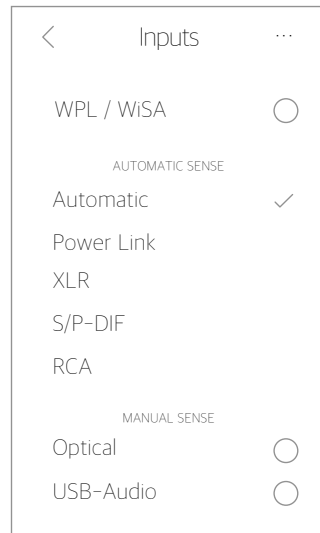 Inputs ...
WPL / WiSA
AUTOMATIC SENSE
Automatic
Power Link
XLR
S/P-DIF
RCA
MANUAL SENSE
Optical
USB-Audio